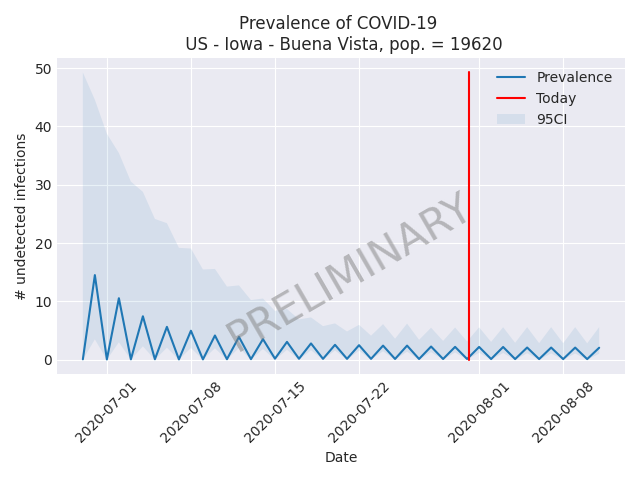 Prevalence of COVID-19
US - Iowa - Buena Vista, pop. = 19620
50
40
30
20
10
0
# undetected infections
Prevalence
Today
95CI
PRELIMINARY
2020-07-01
2020-07-08
2020-07-15
2020-07-22
2020-08-01
2020-08-08
Date